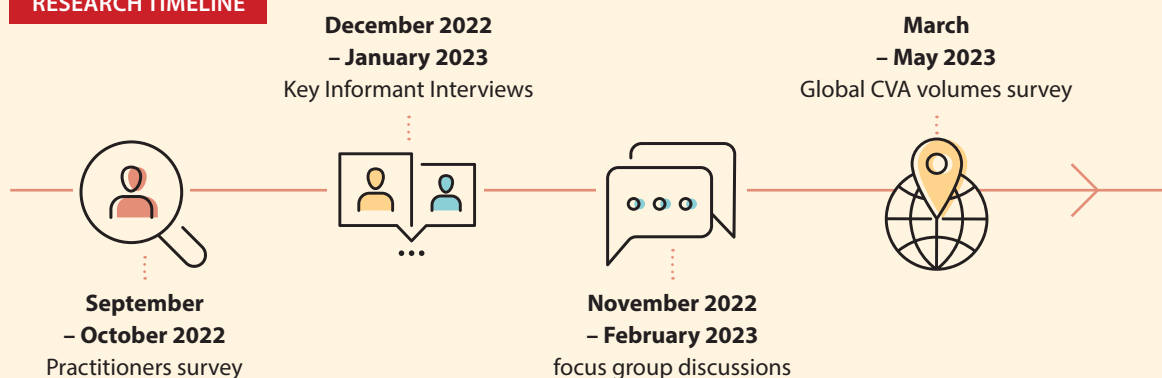 RESEARCH TIMELINE
December 2022
– January 2023
Key Informant Interviews
March
– May 2023
Global CVA volumes survey
September
– October 2022
Practitioners survey
November 2022
– February 2023
focus group discussions